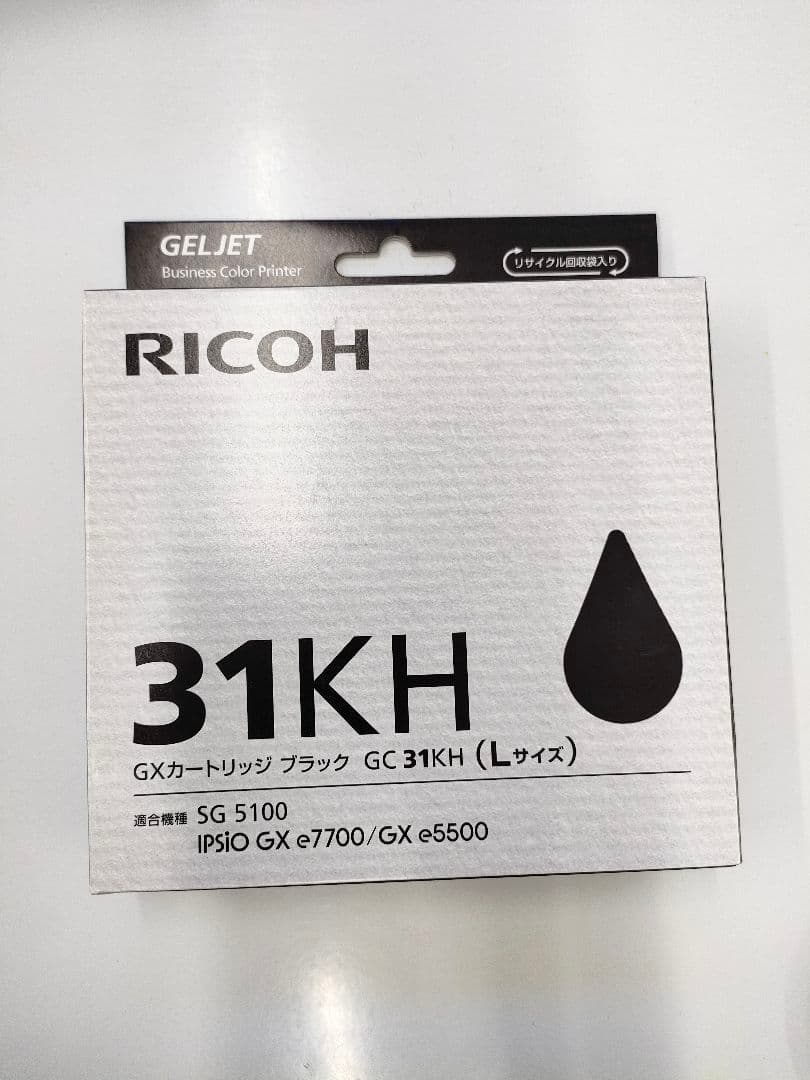 GELJET
Business Color Printer
リサイクル回収袋入り
RICOH
31KH
GXカートリッジ ブラック GC 31KH (Lサイズ)
適合機種 SG 5100
IPSiO GX e7700/GX e5500